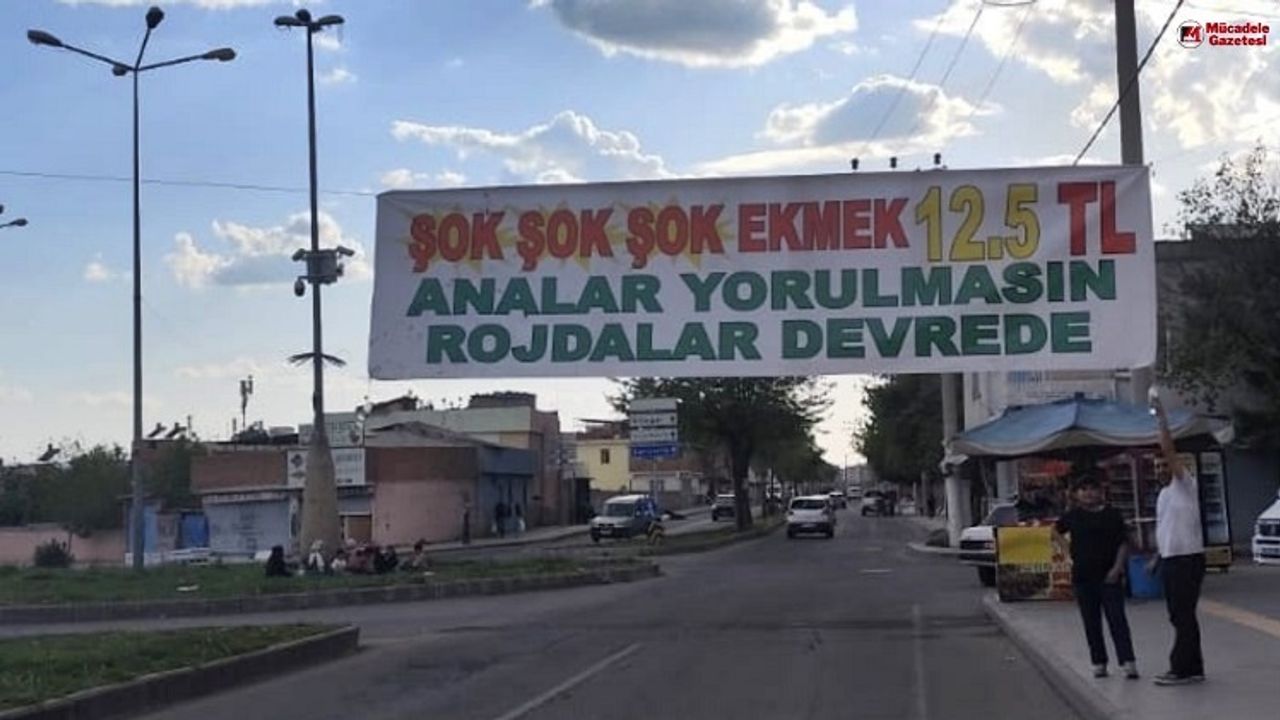 Mücadele
Gazetesi
ŞOK ŞOK ŞOK EKMEK 12.5 TL
ANALAR YORULMASIN
ROJDALAR DEVREDE